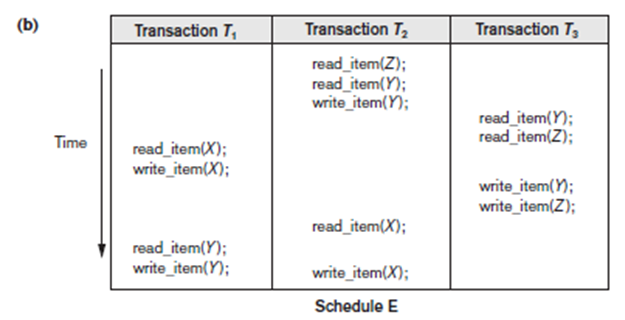 (b)
Transaction T₁ Transaction T₂ Transaction T₃
read_item(Z);
read_item(Y);
write_item(Y);
read_item(Y);
read_item(Z);
Time
read_item(X);
write_item(X);
write_item(Y);
write_item(Z);
read_item(X);
read_item(Y);
write_item(Y);
write_item(X);
Schedule E